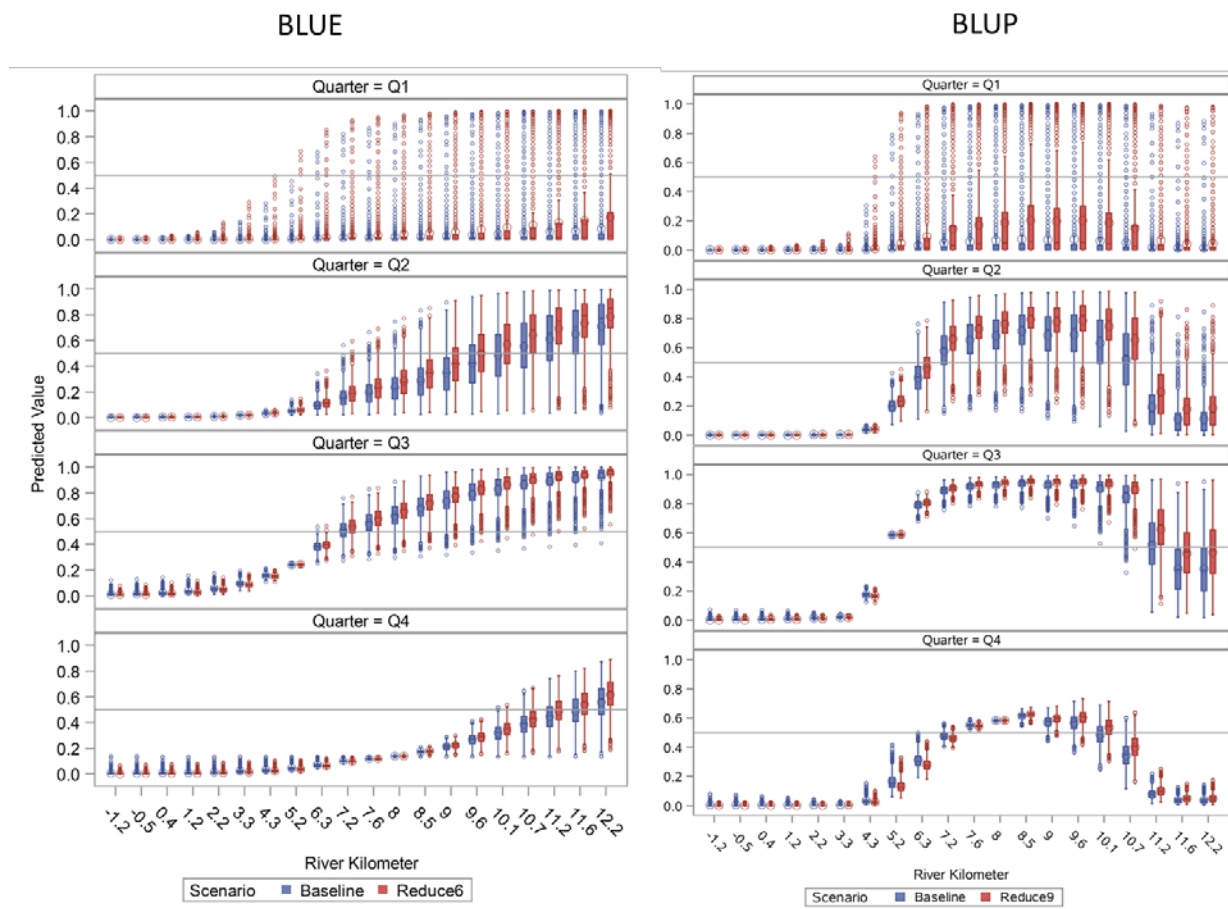 BLUE
BLUP
Quarter = Q1
1.0
0.8
0.6
0.4
0.2
0.0
Quarter = Q2
1.0
0.8
0.6
0.4
0.2
0.0
Quarter = Q3
1.0
0.8
0.6
0.4
0.2
0.0
Quarter = Q4
1.0
0.8
0.6
0.4
0.2
0.0
Predicted Value
-1.2 -0.5 0.4 1.2 2.2 3.3 4.3 5.2 6.3 7.2 7.6 8 8.5 9 9.6 10.1 10.7 11.2 11.6 12.2
River Kilometer
Scenario Baseline Reduce6
Quarter = Q1
1.0
0.8
0.6
0.4
0.2
0.0
Quarter = Q2
1.0
0.8
0.6
0.4
0.2
0.0
Quarter = Q3
1.0
0.8
0.6
0.4
0.2
0.0
Quarter = Q4
1.0
0.8
0.6
0.4
0.2
0.0
-1.2 -0.5 0.4 1.2 2.2 3.3 4.3 5.2 6.3 7.2 7.6 8 8.5 9 9.6 10.1 10.7 11.2 11.6 12.2
River Kilometer
Scenario Baseline Reduce9